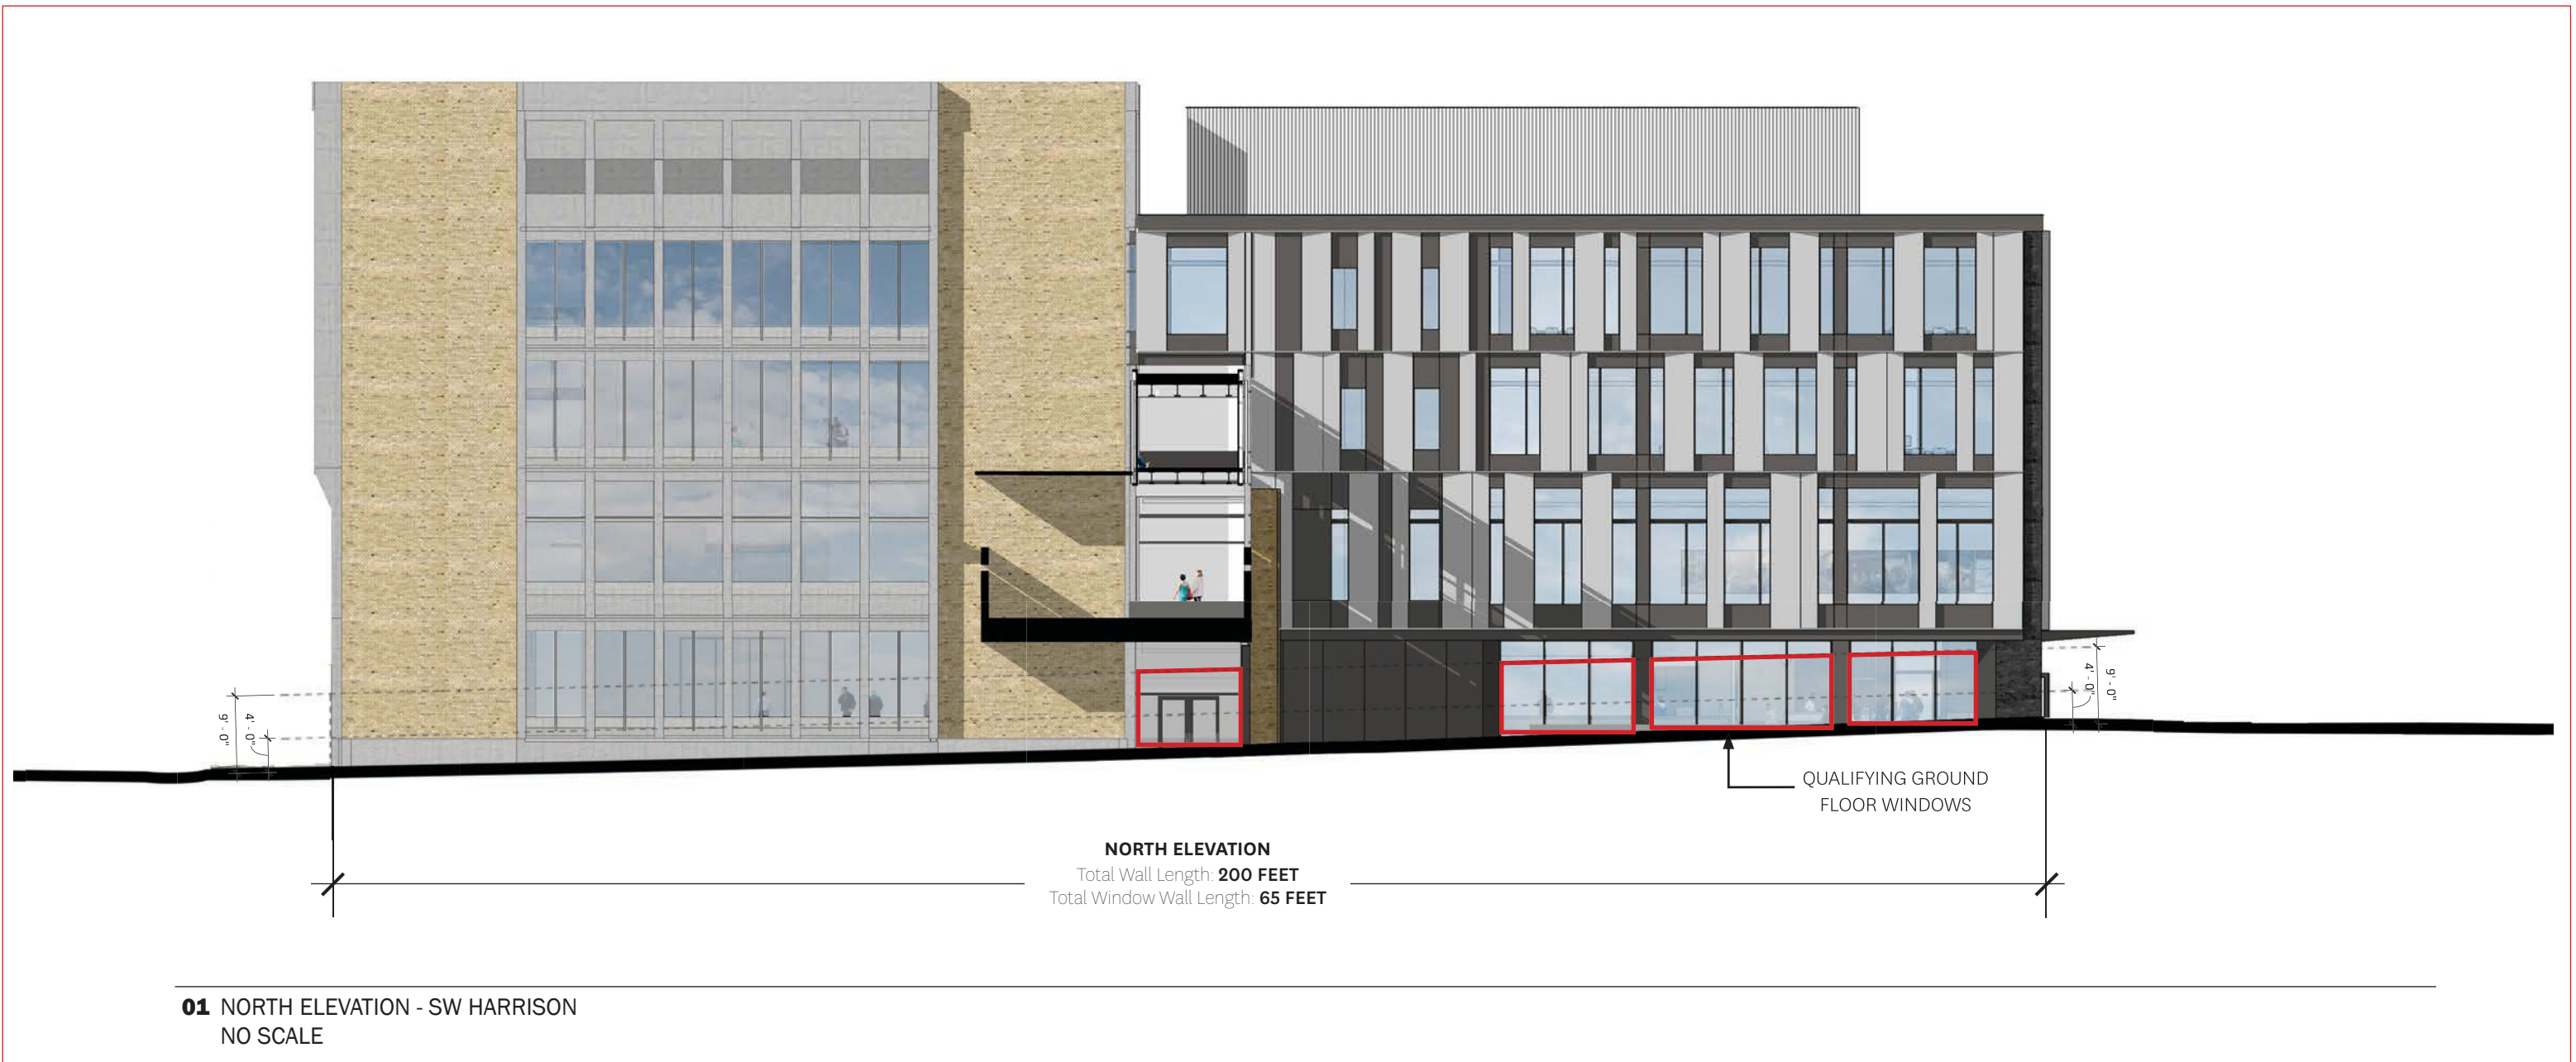 9' - 0"
4' - 0"
4' - 0"
9' - 0"
QUALIFYING GROUND
FLOOR WINDOWS
NORTH ELEVATION
Total Wall Length: 200 FEET
Total Window Wall Length: 65 FEET
01 NORTH ELEVATION - SW HARRISON
NO SCALE